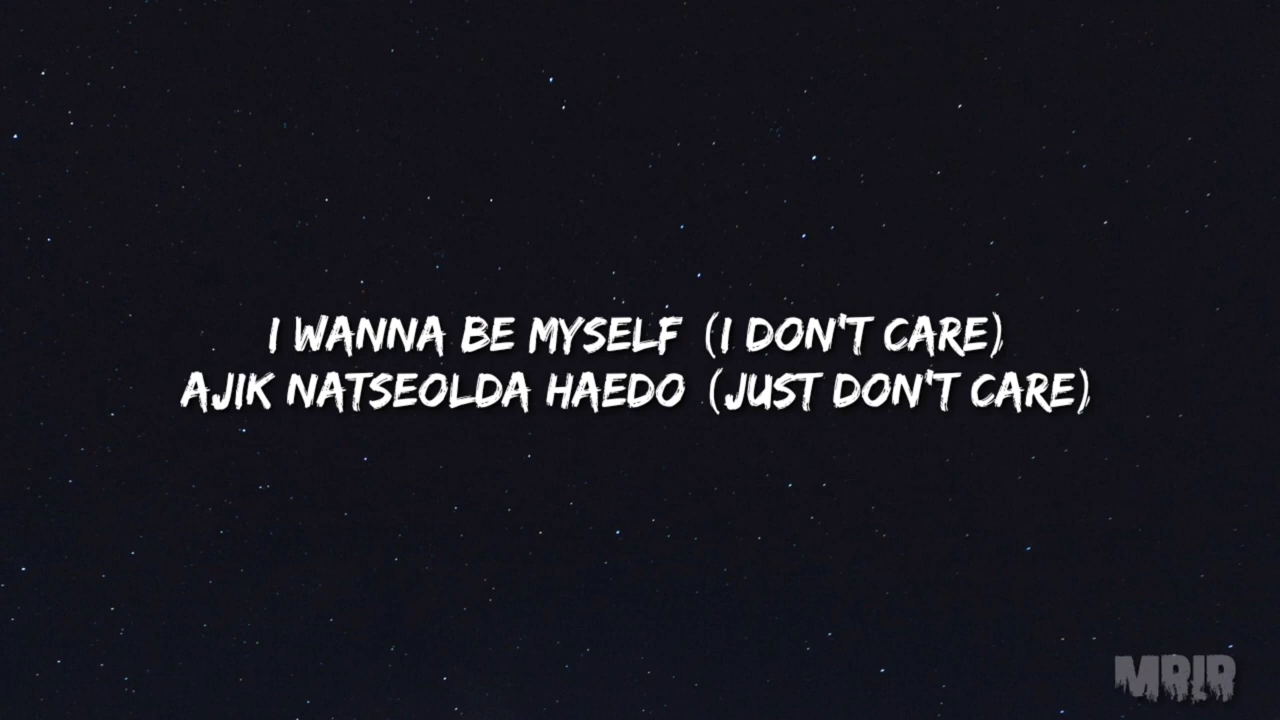 I WANNA BE MYSELF (I DON'T CARE)
AJIK NATSEOLDA HAEDO (JUST DON'T CARE)
MRLR